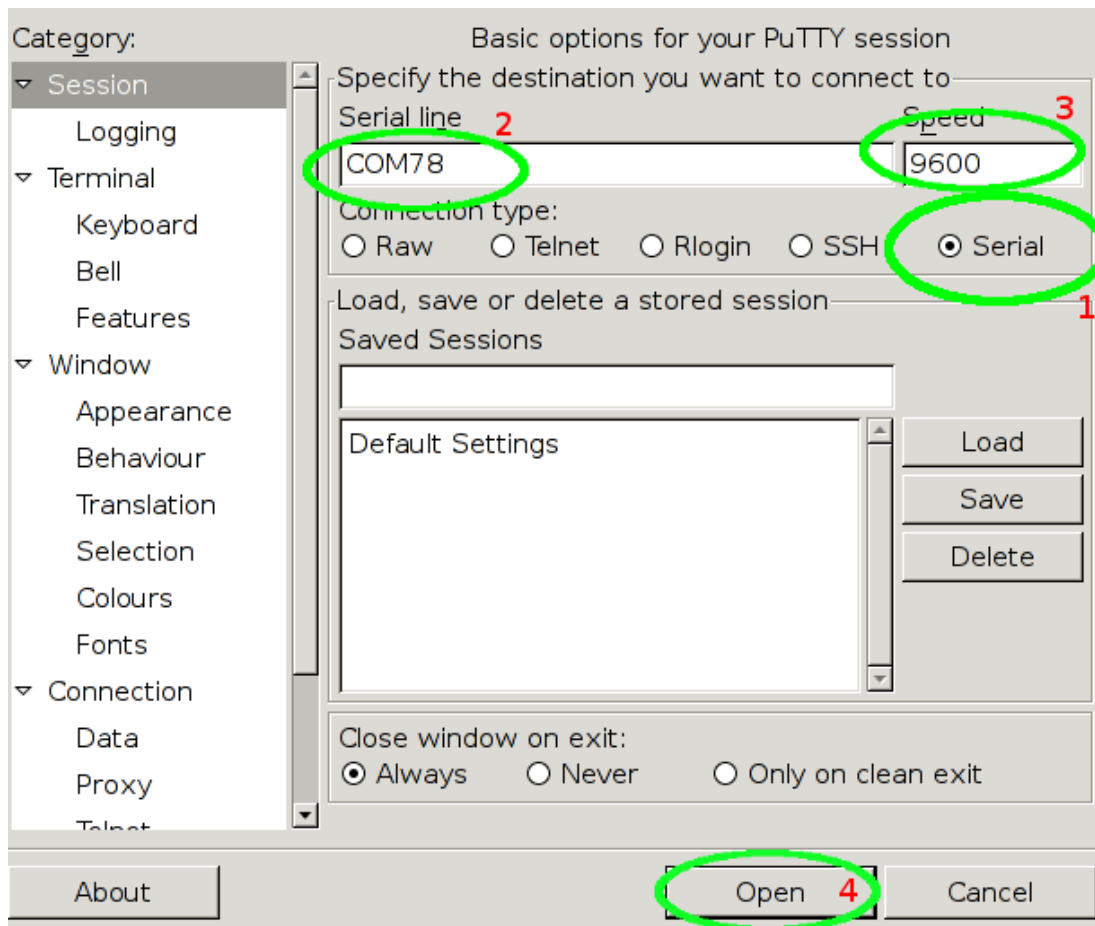 Category:
Session
Logging
Terminal
Keyboard
Bell
Features
Window
Appearance
Behaviour
Translation
Selection
Colours
Fonts
Connection
Data
Proxy
Telnet
Basic options for your PuTTY session
Specify the destination you want to connect to
Serial line 2 Speed 3
COM78 9600
Connection type:
Raw Telnet Rlogin SSH Serial
1
Load, save or delete a stored session
Saved Sessions
Default Settings
Load
Save
Delete
Close window on exit:
Always Never Only on clean exit
About Open 4 Cancel